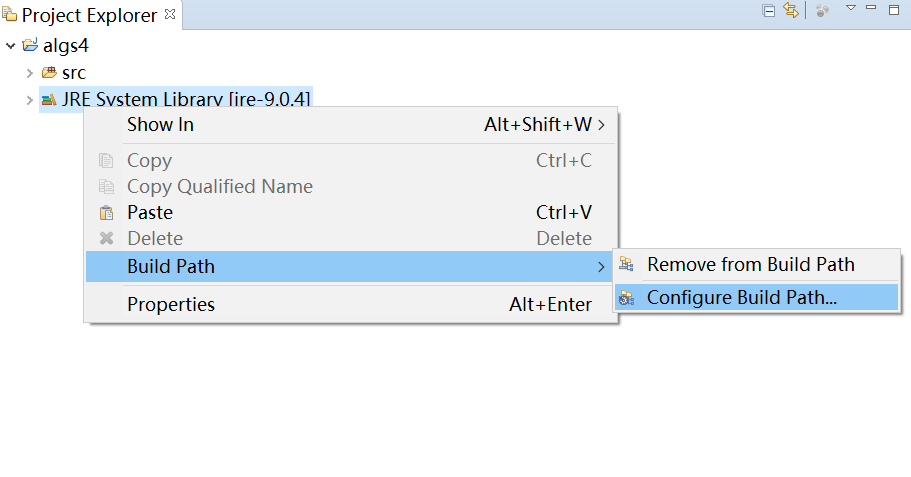 Project Explorer
algs4
src
JRE System Library [jre-9.0.4]
Show In Alt+Shift+W
Copy Ctrl+C
Copy Qualified Name
Paste Ctrl+V
Delete Delete
Build Path
Remove from Build Path
Configure Build Path...
Properties Alt+Enter